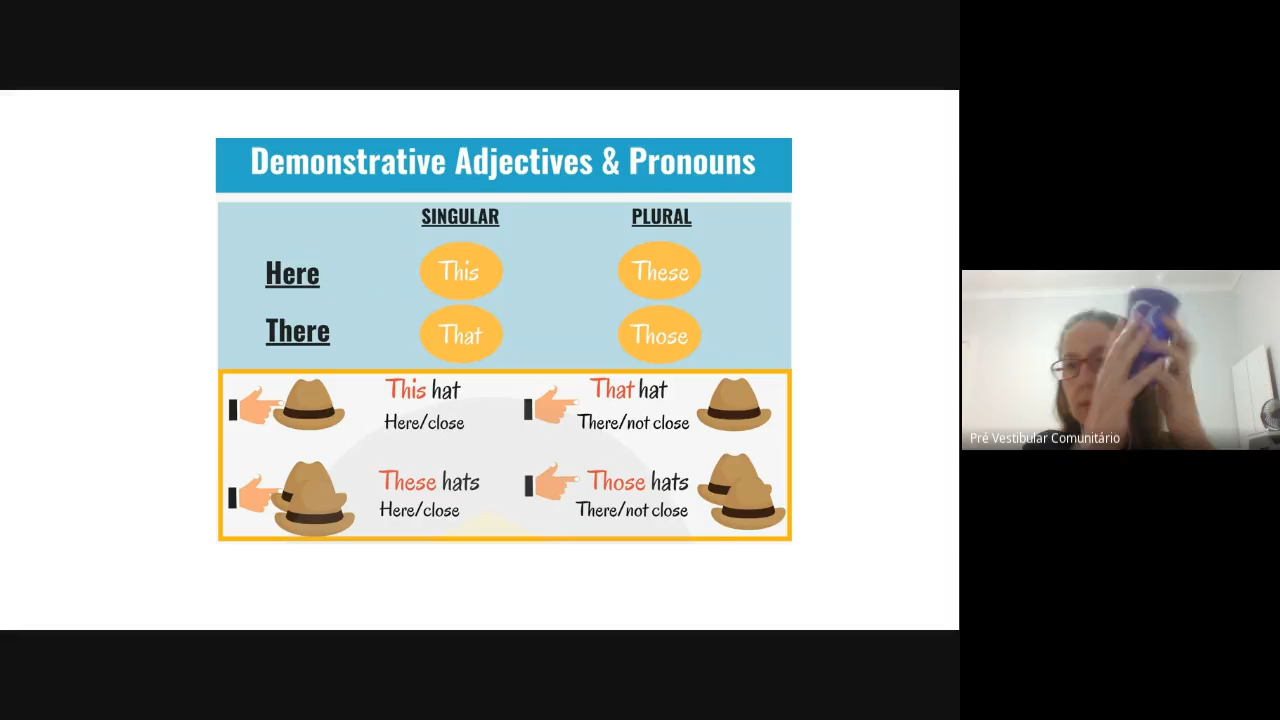 Demonstrative Adjectives & Pronouns
SINGULAR PLURAL
Here This These
There That Those
This hat
Here/close
That hat
There/not close
These hats
Here/close
Those hats
There/not close
Pré Vestibular Comunitário